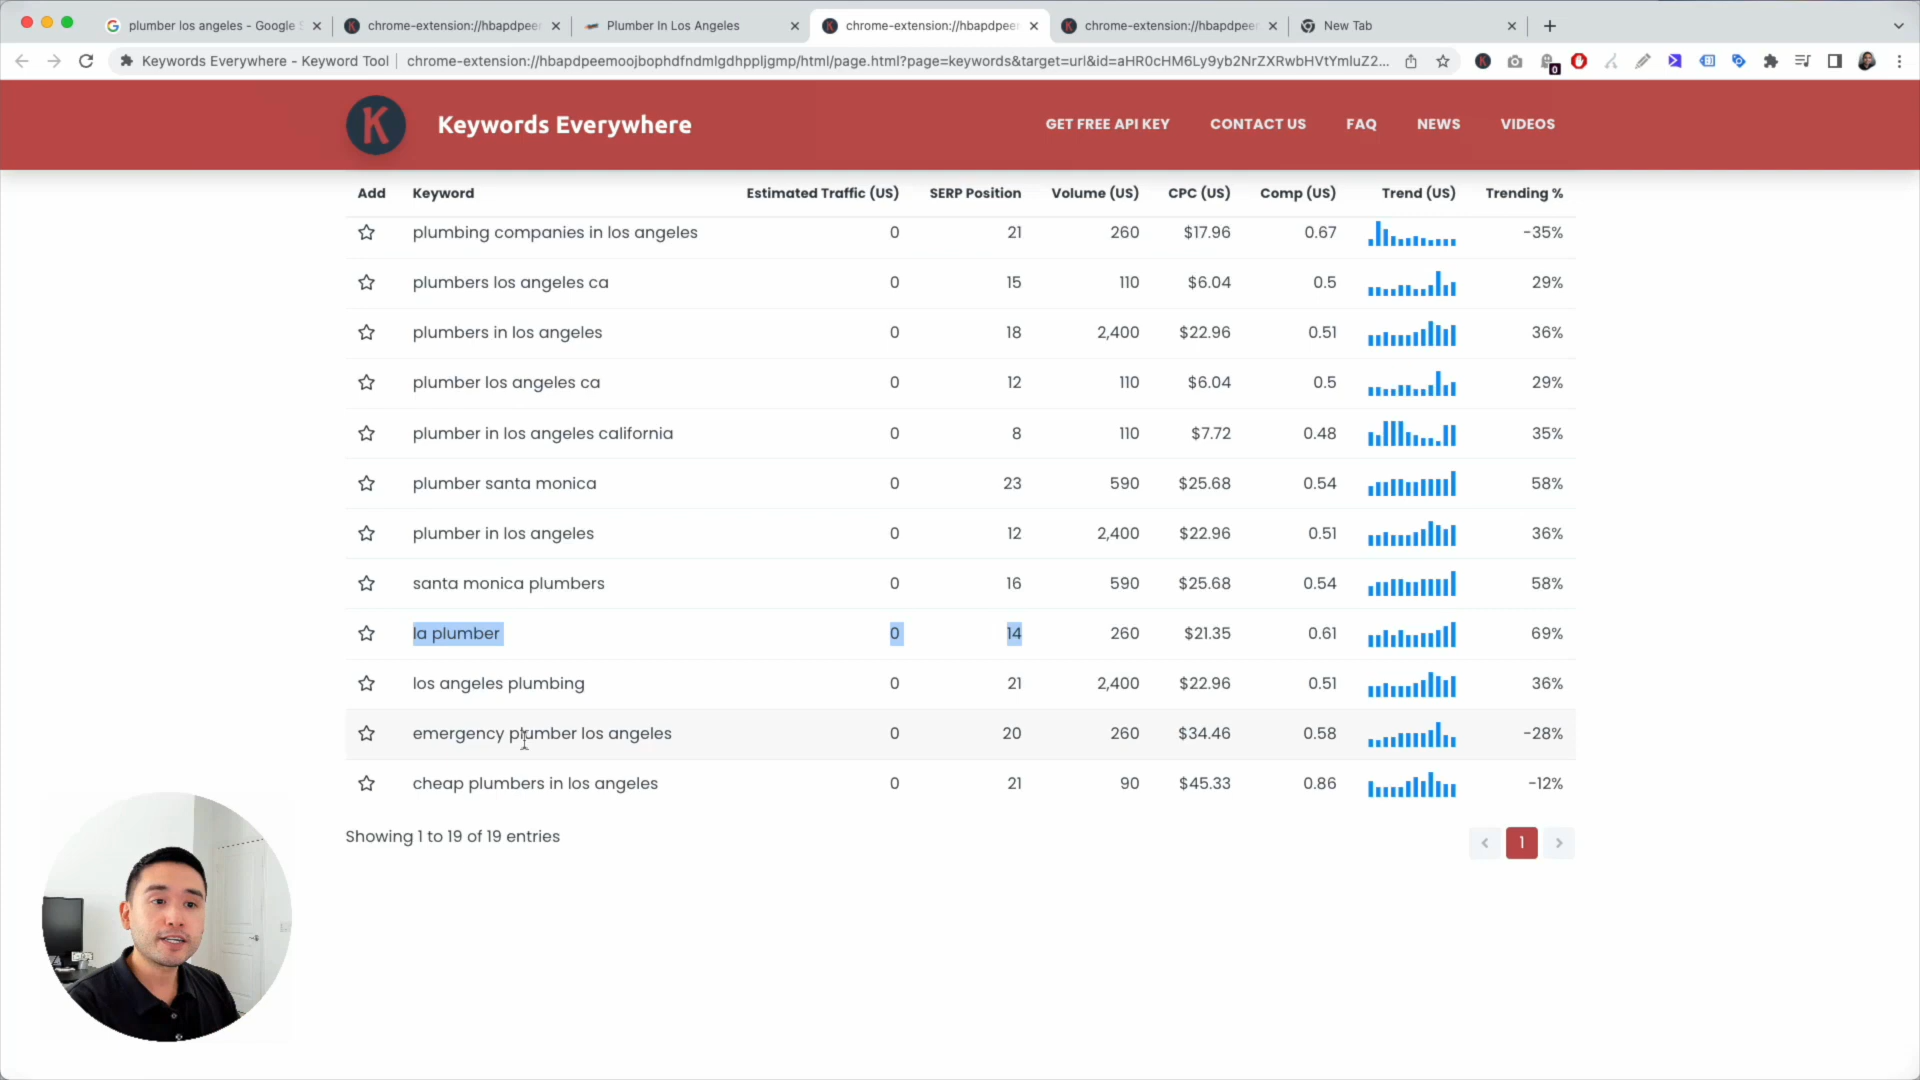 plumber los angeles - Google S
chrome-extension://hbapdpeer
Plumber In Los Angeles
chrome-extension://hbapdpeer
chrome-extension://hbapdpeer
New Tab
Keywords Everywhere - Keyword Tool
chrome-extension://hbapdpeemoojbophdfndmlgdhppljgmp/html/page.html?page=keywords&target=url&id=aHR0cHM6Ly9yb2NrZXRwbHVtYmluZ2...
0
K
Keywords Everywhere
GET FREE API KEY
CONTACT US
FAQ
NEWS
VIDEOS
Add Keyword Estimated Traffic (US) SERP Position Volume (US) CPC (US) Comp (US) Trend (US) Trending %
plumbing companies in los angeles 0 21 260 $17.96 0.67 -35%
plumbers los angeles ca 0 15 110 $6.04 0.5 29%
plumbers in los angeles 0 18 2,400 $22.96 0.51 36%
plumber los angeles ca 0 12 110 $6.04 0.5 29%
plumber in los angeles california 0 8 110 $7.72 0.48 35%
plumber santa monica 0 23 590 $25.68 0.54 58%
plumber in los angeles 0 12 2,400 $22.96 0.51 36%
santa monica plumbers 0 16 590 $25.68 0.54 58%
la plumber 0 14 260 $21.35 0.61 69%
los angeles plumbing 0 21 2,400 $22.96 0.51 36%
emergency plumber los angeles 0 20 260 $34.46 0.58 -28%
cheap plumbers in los angeles 0 21 90 $45.33 0.86 -12%
Showing 1 to 19 of 19 entries
1